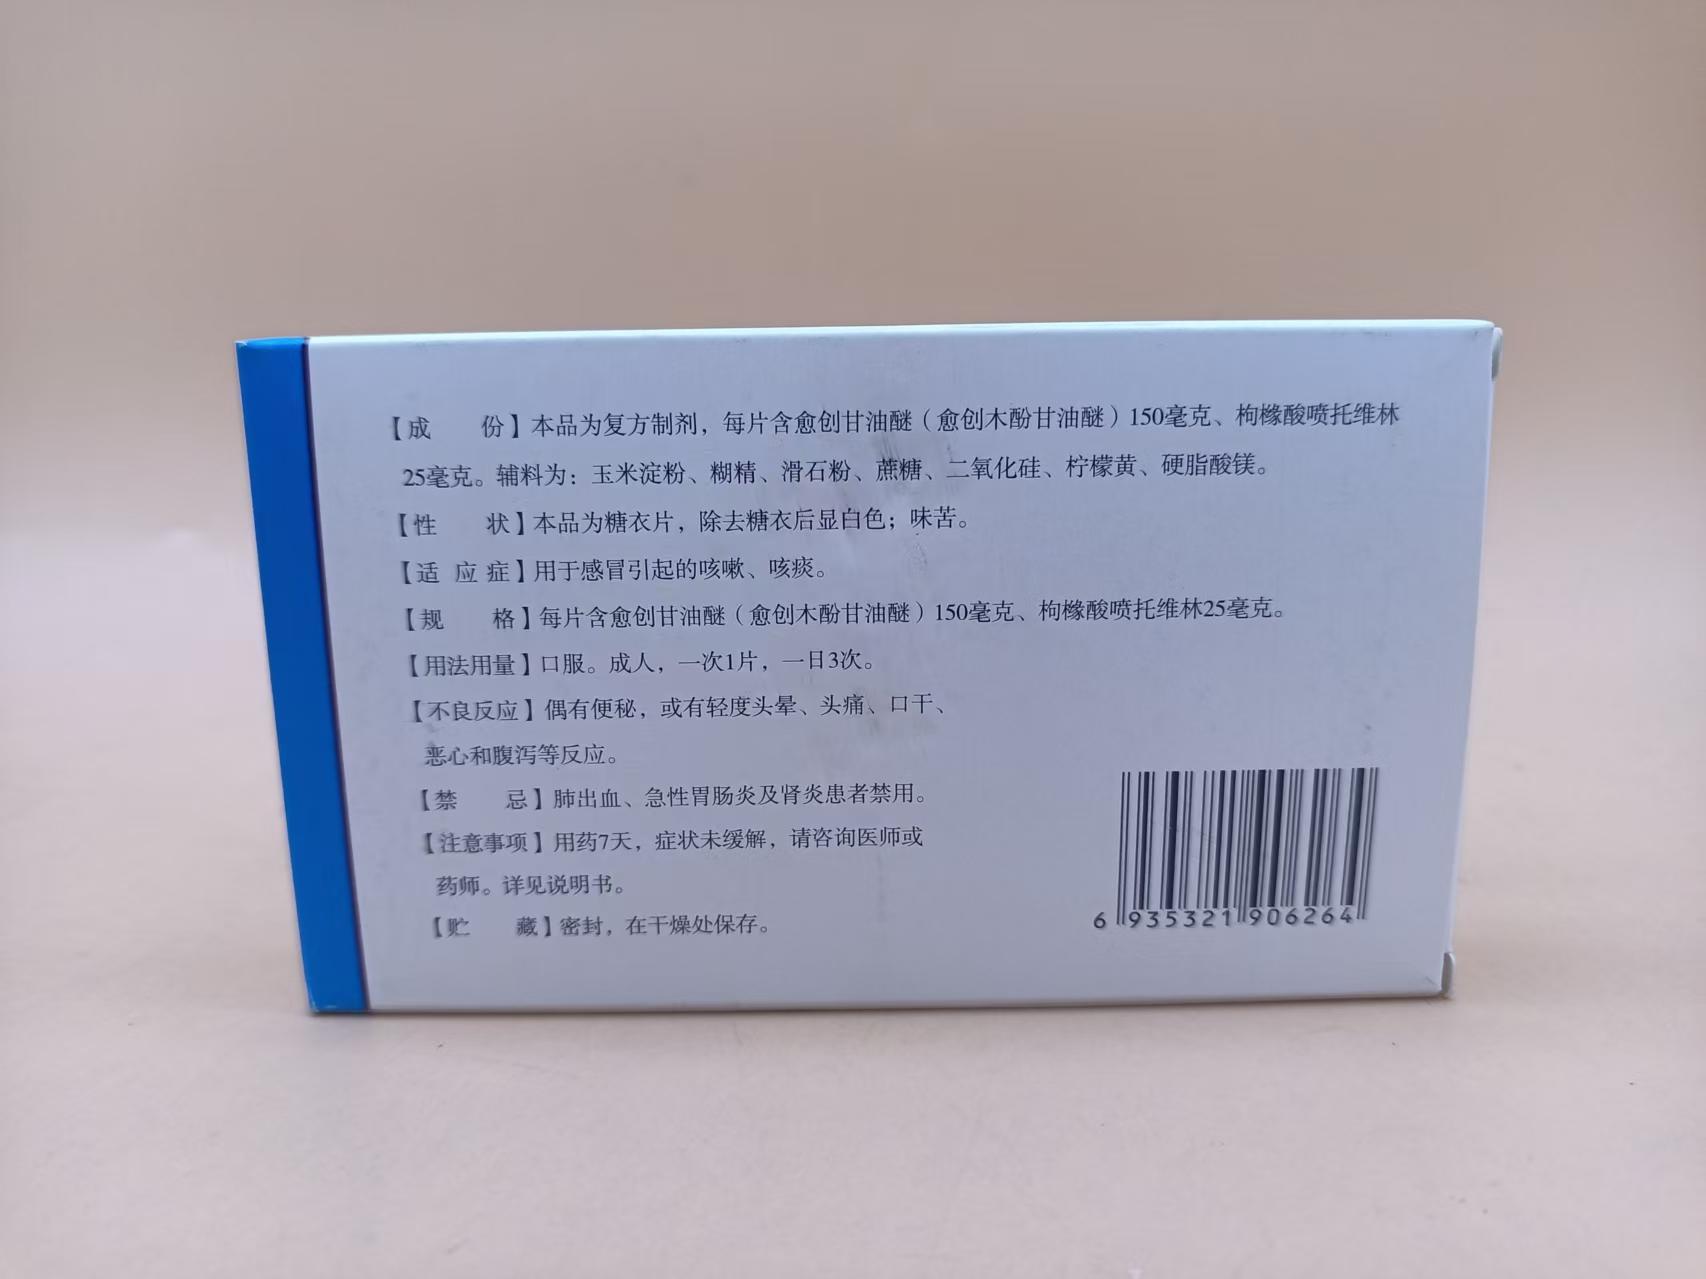 【成 份】本品为复方制剂，每片含愈创甘油醚（愈创木酚甘油醚）150毫克、枸橼酸喷托维林
25毫克。辅料为：玉米淀粉、糊精、滑石粉、蔗糖、二氧化硅、柠檬黄、硬脂酸镁。
【性 状】本品为糖衣片，除去糖衣后显白色；味苦。
【适 应 症】用于感冒引起的咳嗽、咳痰。
【规 格】每片含愈创甘油醚（愈创木酚甘油醚）150毫克、枸橼酸喷托维林25毫克。
【用法用量】口服。成人，一次1片，一日3次。
【不良反应】偶有便秘，或有轻度头晕、头痛、口干、
恶心和腹泻等反应。
【禁 忌】肺出血、急性胃肠炎及肾炎患者禁用。
【注意事项】用药7天，症状未缓解，请咨询医师或
药师。详见说明书。
【贮 藏】密封，在干燥处保存。
6 935321 906264